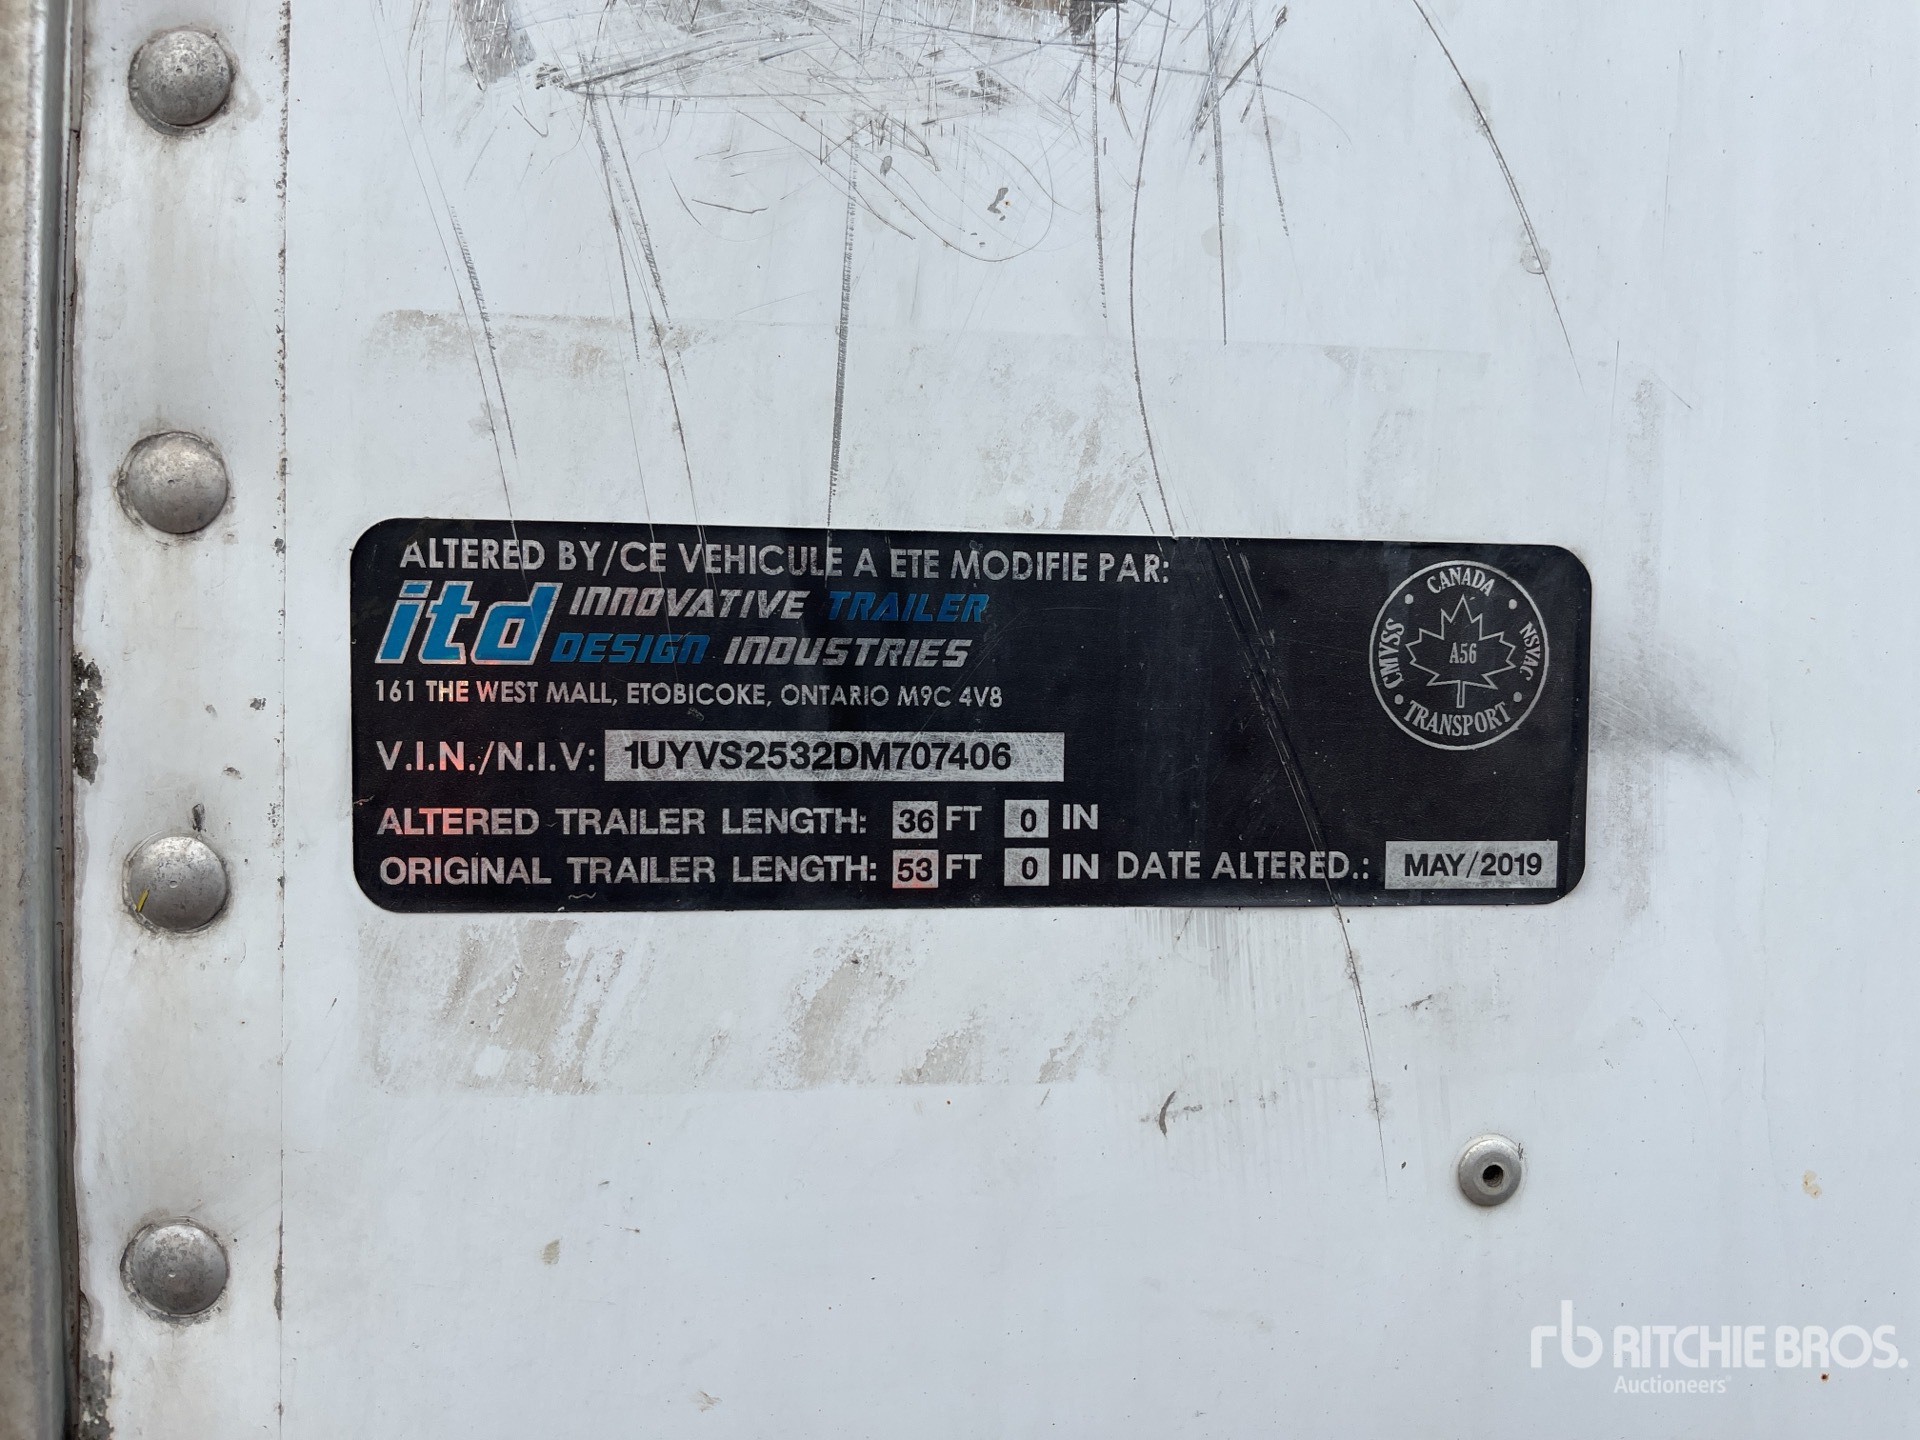 ALTERED BY/CE VEHICULE A ETE MODIFIE PAR:
itd INNOVATIVE TRAILER
DESIGN INDUSTRIES
161 THE WEST MALL, ETOBICOKE, ONTARIO M9C 4V8
V.I.N./N.I.V: 1UYVS2532DM707406
ALTERED TRAILER LENGTH: 36 FT 0 IN
ORIGINAL TRAILER LENGTH: 53 FT 0 IN DATE ALTERED.: MAY/2019
CANADA
CMVSS
A56
NSVAC
TRANSPORT
rb RITCHIE BROS.
Auctioneers